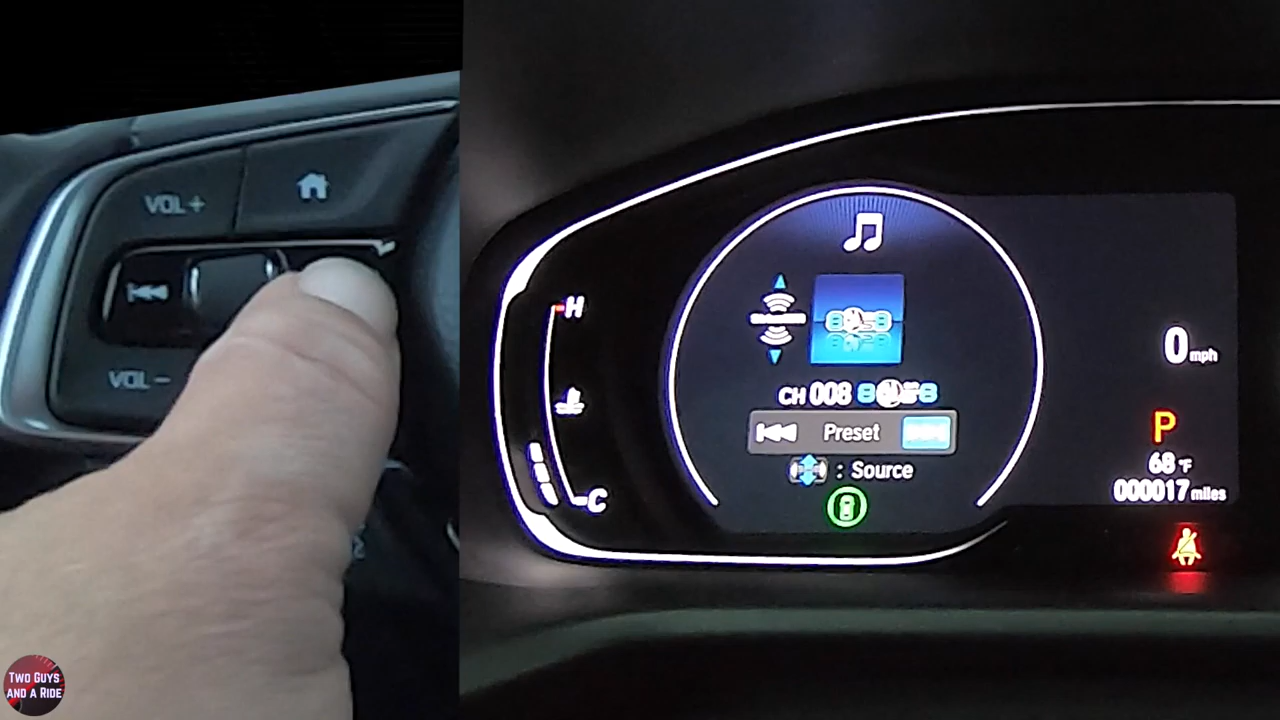 VOL+
VOL-
H
C
CH 008
Preset
: Source
0 mph
P
68 °F
000017 miles
TWO GUYS
AND A RIDE